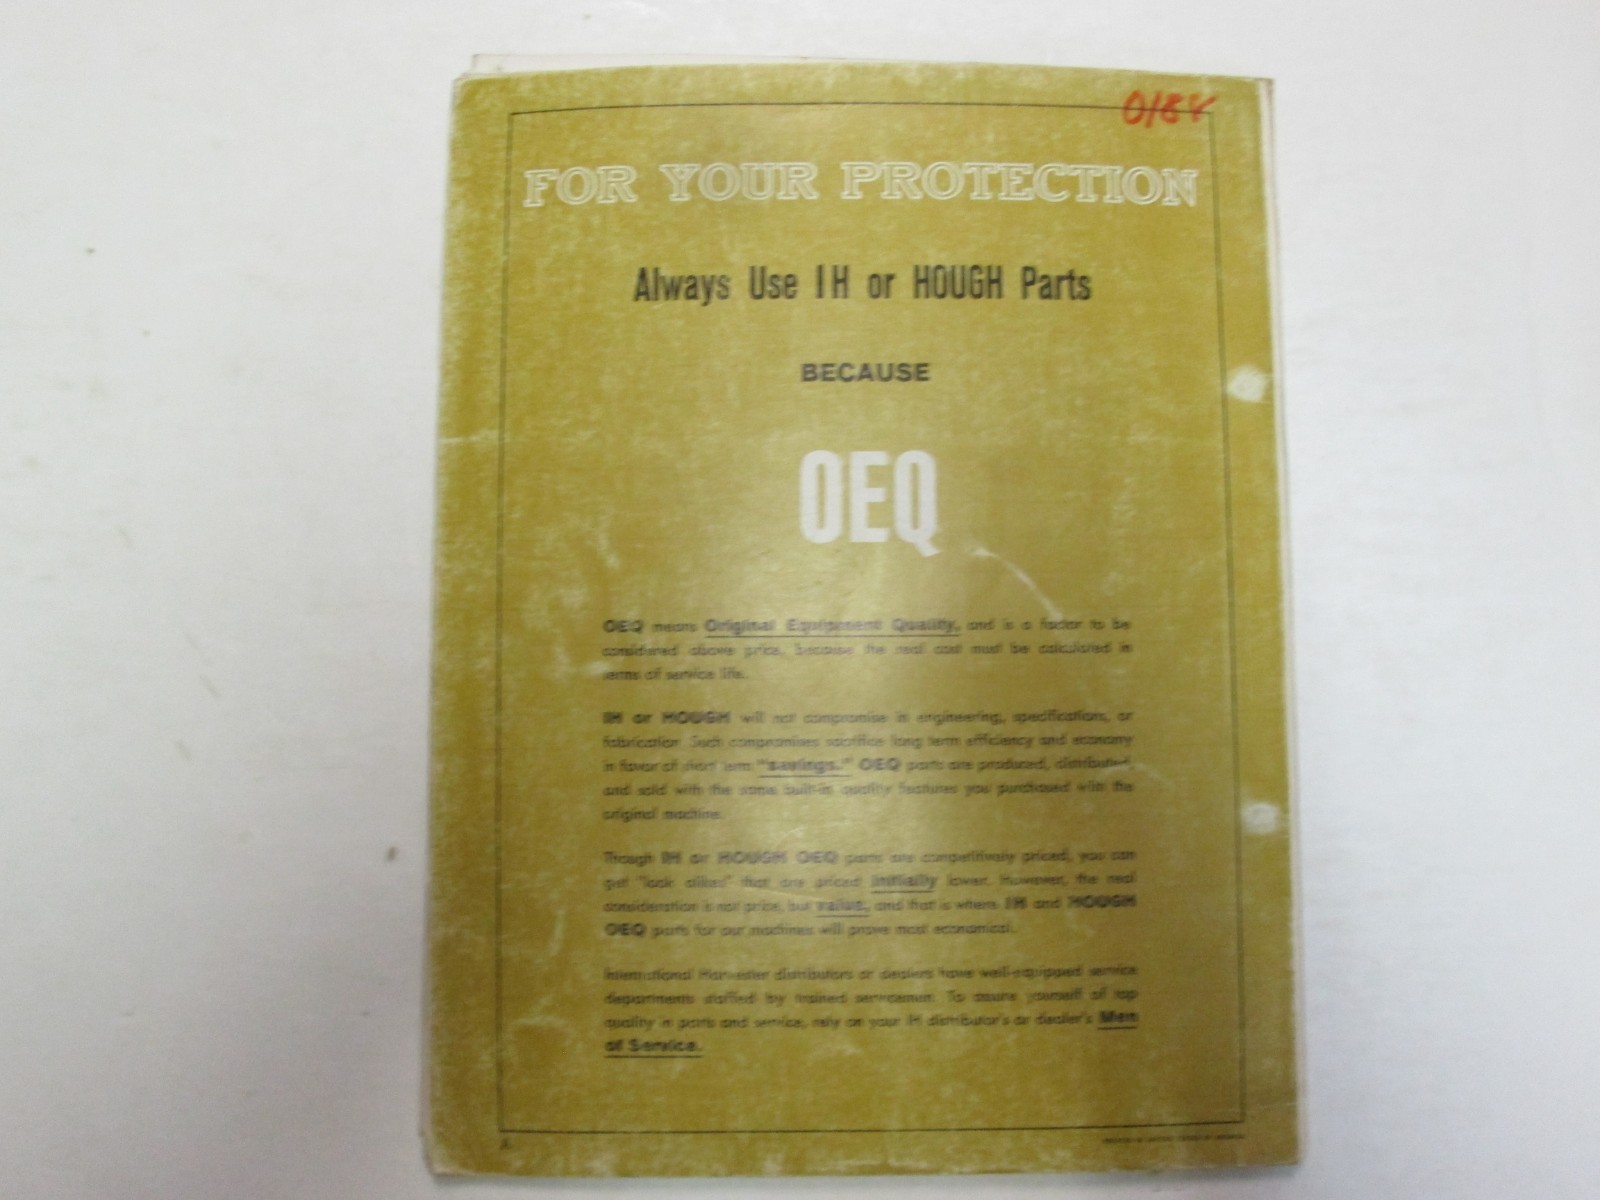 0184
FOR YOUR PROTECTION
Always Use IH or HOUGH Parts
BECAUSE
OEQ
OEQ means Original Equipment Quality, and is a factor to be
considered above price, because the real cost must be calculated in
terms of service life.
IH or HOUGH will not compromise in engineering, specifications, or
fabrication. Such compromises sacrifice long term efficiency and economy
in favor of short term "savings." OEQ parts are produced, distributed,
and sold with the same built-in quality features you purchased with the
original machine.
Though IH or HOUGH OEQ parts are competitively priced, you can
get "look alikes" that are priced initially lower. However, the real
consideration is not price, but value, and that is where IH and HOUGH
OEQ parts for our machines will prove most economical.
International Harvester distributors or dealers have well-equipped service
departments staffed by trained servicemen. To assure yourself of top
quality in parts and service, rely on your IH distributor's or dealer's Men
of Service.